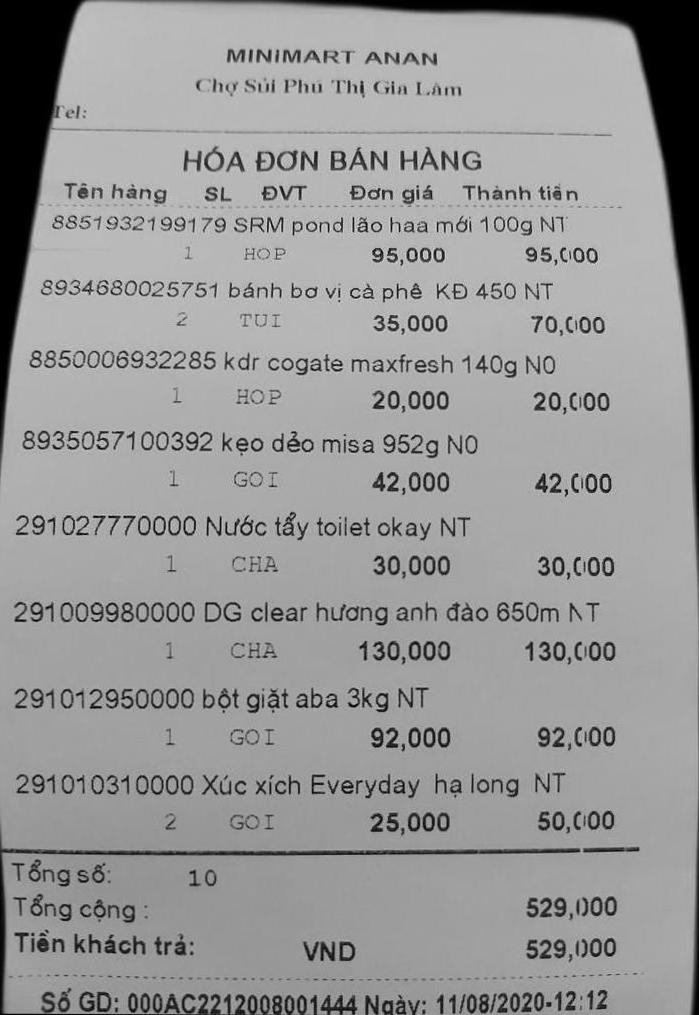 MINIMART ANAN
Chợ Sủi Phú Thị Gia Lâm
Tel:
HÓA ĐƠN BÁN HÀNG
Tên hàng SL ĐVT Đơn giá Thành tiền
8851932199179 SRM pond lão haa mới 100g NT
1 HOP 95,000 95,000
8934680025751 bánh bơ vị cà phê KĐ 450 NT
2 TUI 35,000 70,000
8850006932285 kdr cogate maxfresh 140g N0
1 HOP 20,000 20,000
8935057100392 kẹo dẻo misa 952g N0
1 GOI 42,000 42,000
291027770000 Nước tẩy toilet okay NT
1 CHA 30,000 30,000
291009980000 DG clear hương anh đào 650m NT
1 CHA 130,000 130,000
291012950000 bột giặt aba 3kg NT
1 GOI 92,000 92,000
291010310000 Xúc xích Everyday hạ long NT
2 GOI 25,000 50,000
Tổng số: 10
Tổng cộng : 529,000
Tiền khách trả: VND 529,000
Số GD: 000AC2212008001444 Ngày: 11/08/2020-12:12